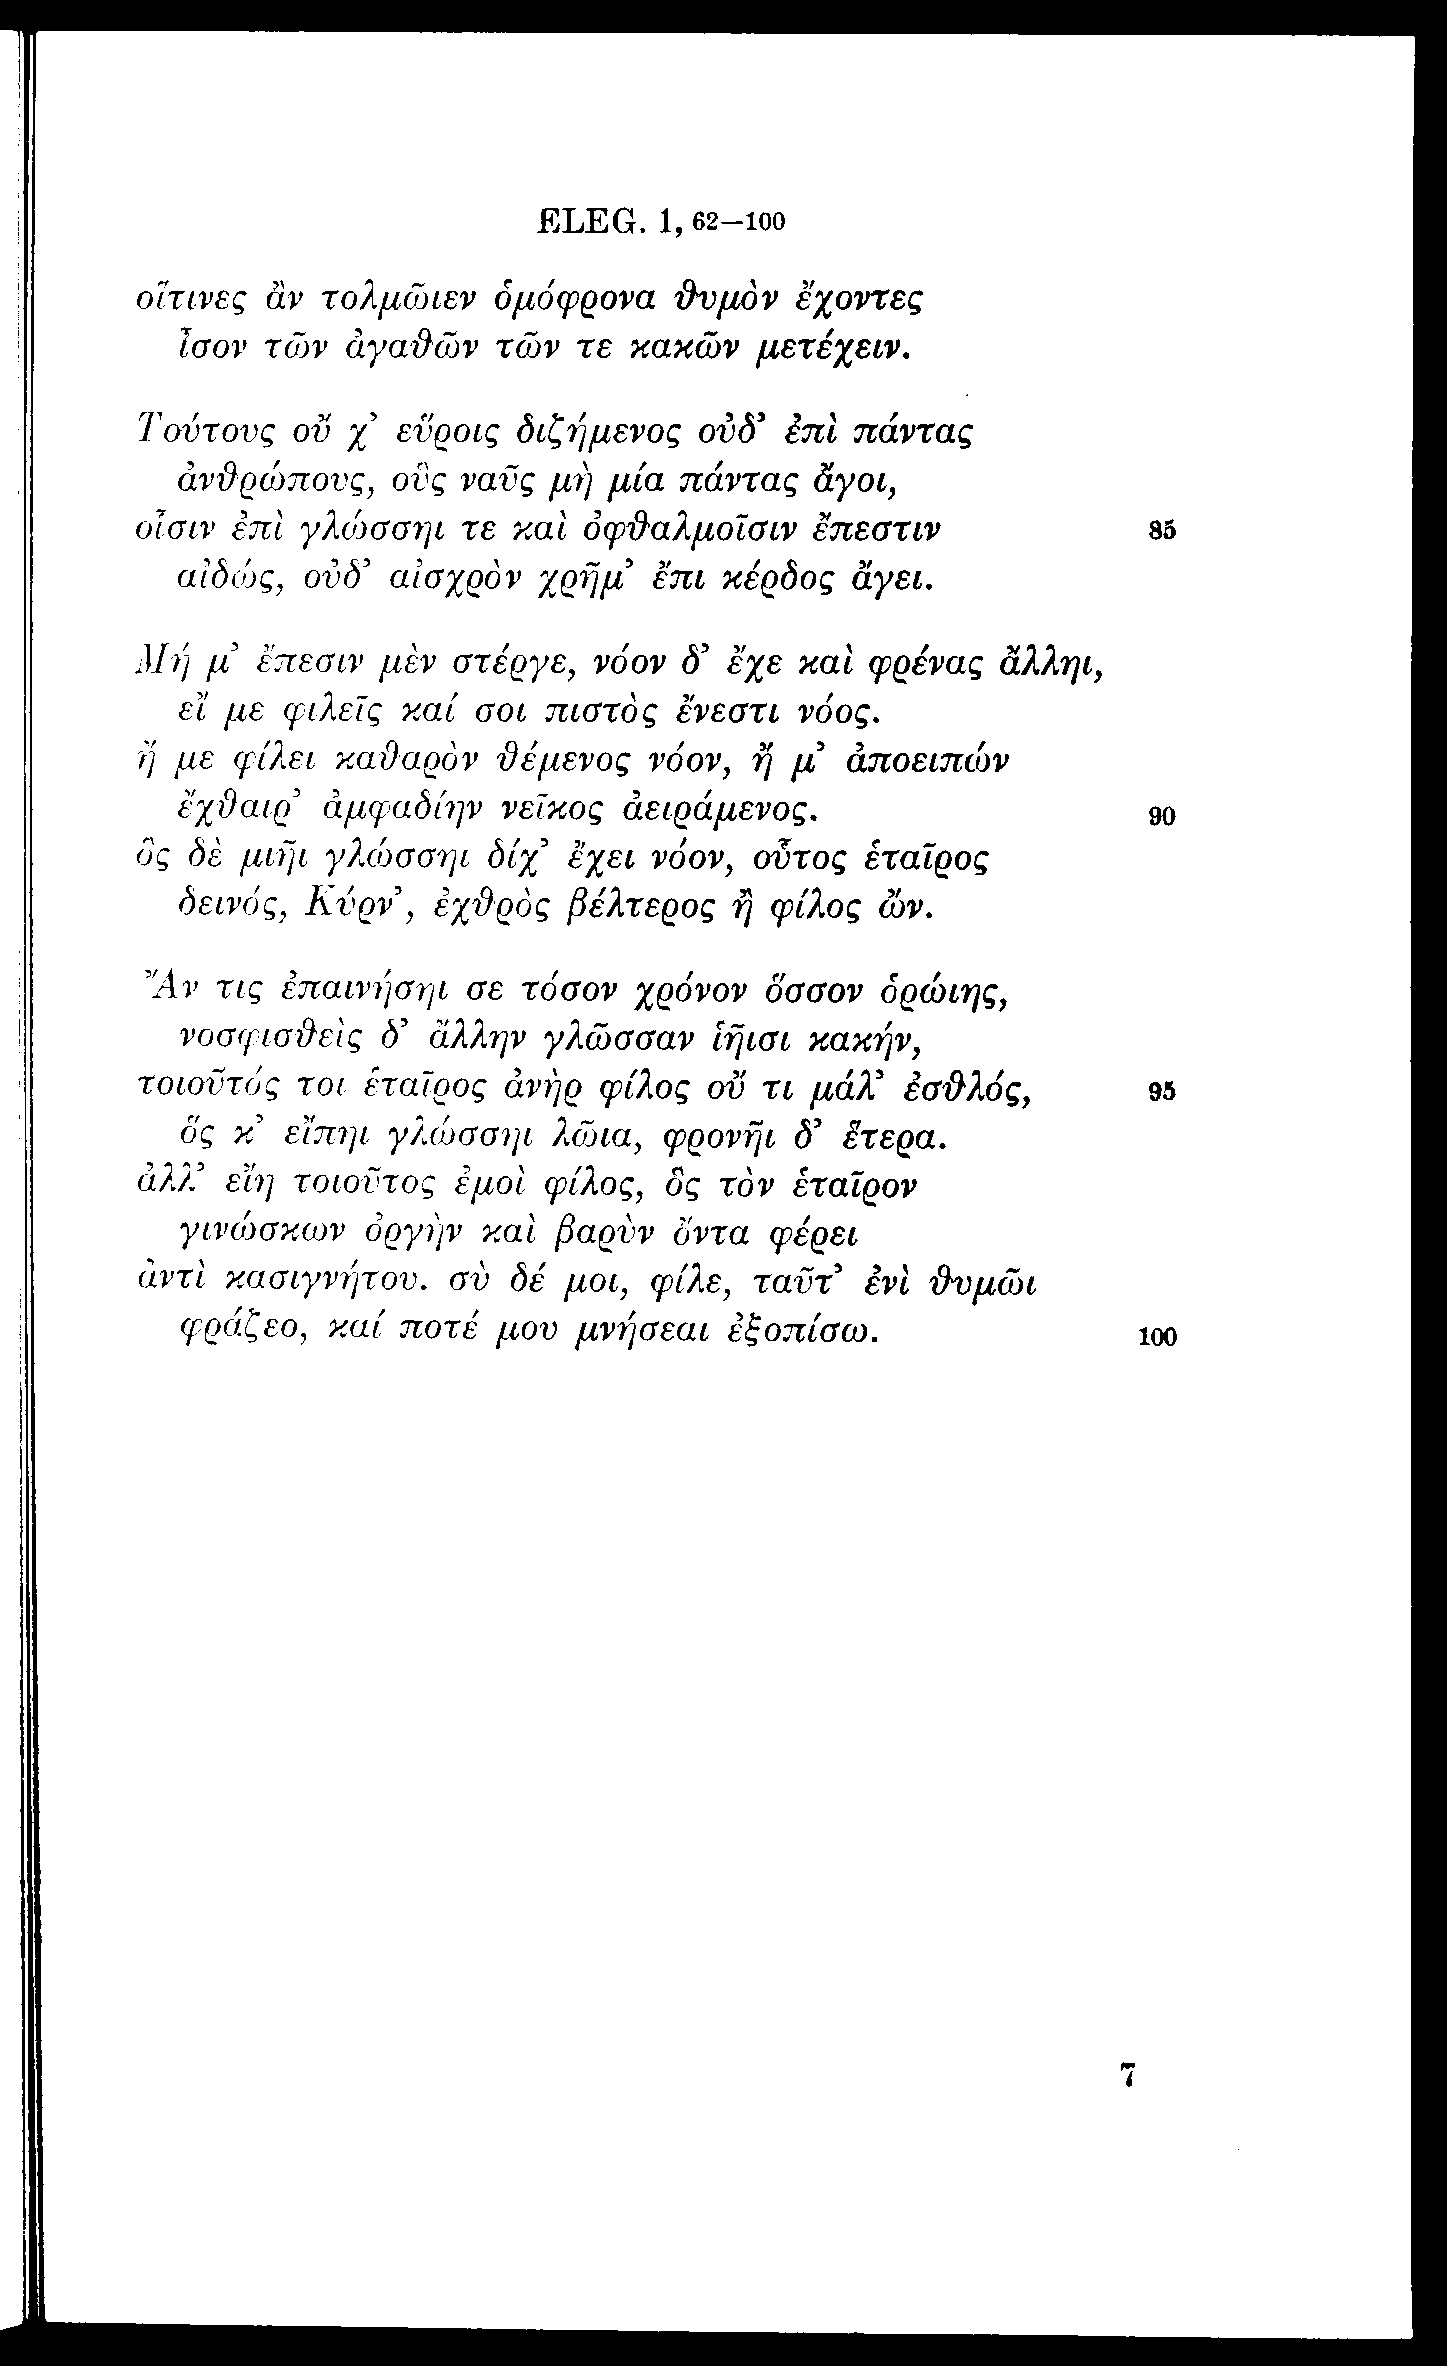 ELEG. 1, 62—100
οἵτινες ἂν τολμῶιεν ὁμόφρονα θυμὸν ἔχοντες
ἶσον τῶν ἀγαθῶν τῶν τε κακῶν μετέχειν.
Τούτους οὔ χ’ εὕροις διζήμενος οὐδ’ ἐπὶ πάντας
ἀνθρώπους, οὓς ναῦς μὴ μία πάντας ἄγοι,
οἷσιν ἐπὶ γλώσσηι τε καὶ ὀφθαλμοῖσιν ἔπεστιν 85
αἰδώς, οὐδ’ αἰσχρὸν χρῆμ’ ἔπι κέρδος ἄγει.
Μή μ’ ἔπεσιν μὲν στέργε, νόον δ’ ἔχε καὶ φρένας ἄλληι,
εἴ με φιλεῖς καί σοι πιστὸς ἔνεστι νόος.
ἤ με φίλει καθαρὸν θέμενος νόον, ἤ μ’ ἀποειπών
ἔχθαιρ’ ἀμφαδίην νεῖκος ἀειράμενος. 90
ὃς δὲ μιῆι γλώσσηι δίχ’ ἔχει νόον, οὗτος ἑταῖρος
δεινός, Κύρν’, ἐχθρὸς βέλτερος ἢ φίλος ὤν.
Ἄν τις ἐπαινήσηι σε τόσον χρόνον ὅσσον ὁρώιης,
νοσφισθεὶς δ’ ἄλλην γλῶσσαν ἱῆισι κακήν,
τοιοῦτός τοι ἑταῖρος ἀνὴρ φίλος οὔ τι μάλ’ ἐσθλός, 95
ὅς κ’ εἴπηι γλώσσηι λῶια, φρονῆι δ’ ἕτερα.
ἀλλ’ εἴη τοιοῦτος ἐμοὶ φίλος, ὃς τὸν ἑταῖρον
γινώσκων ὀργὴν καὶ βαρὺν ὄντα φέρει
ἀντὶ κασιγνήτου. σὺ δέ μοι, φίλε, ταῦτ’ ἐνὶ θυμῶι
φράζεο, καί ποτέ μου μνήσεαι ἐξοπίσω. 100
7